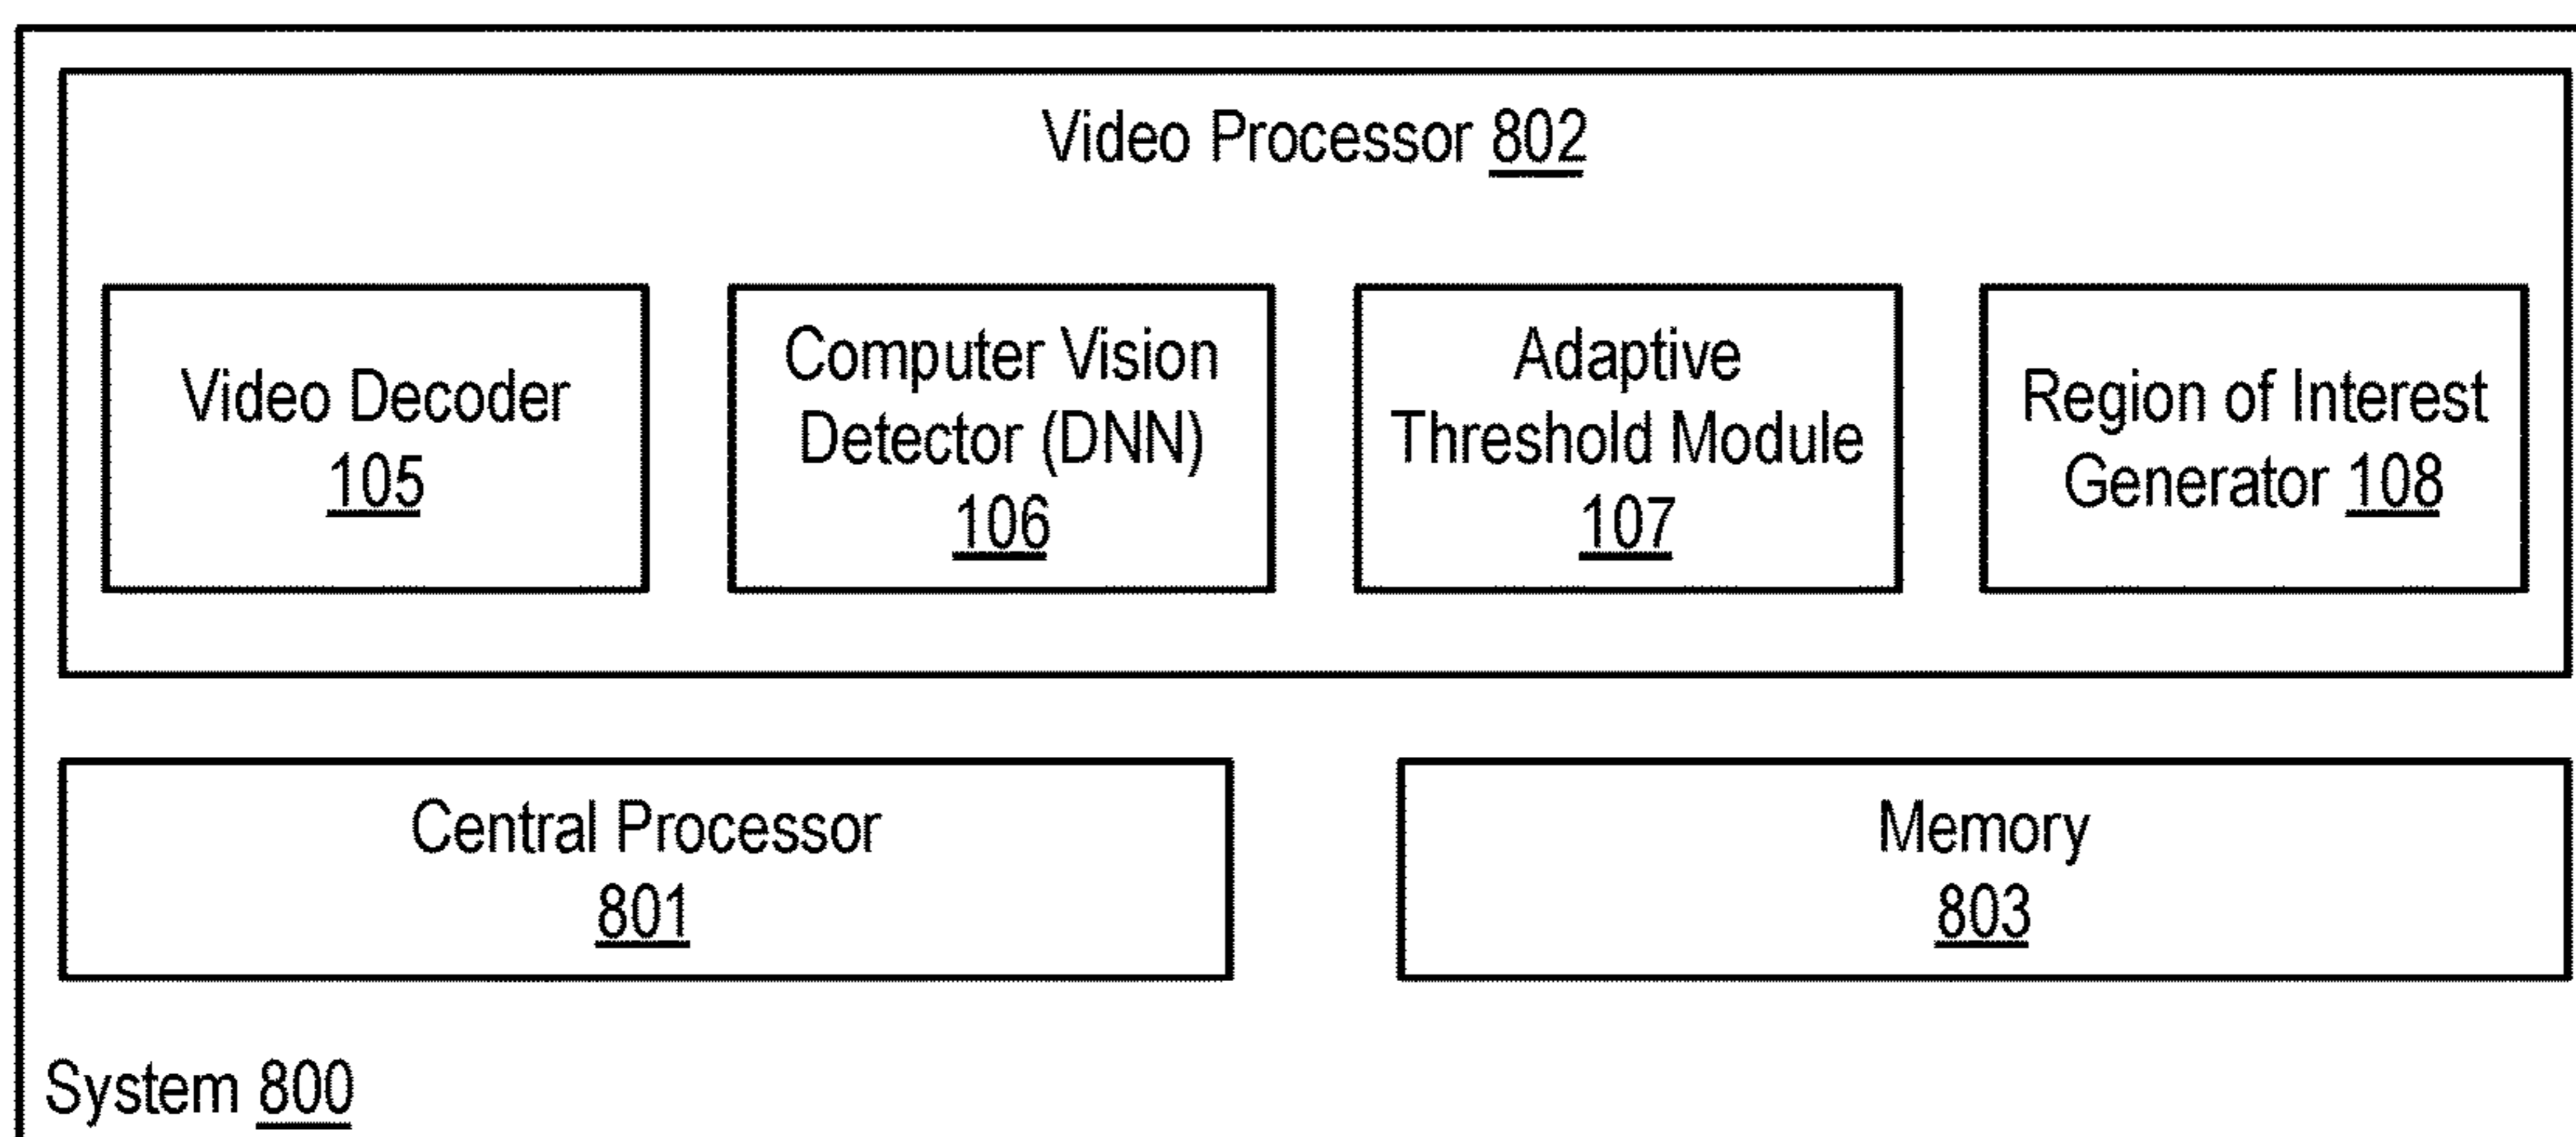 Video Processor 802
Video Decoder
105
Computer Vision
Detector (DNN)
106
Adaptive
Threshold Module
107
Region of Interest
Generator 108
Central Processor
801
Memory
803
System 800